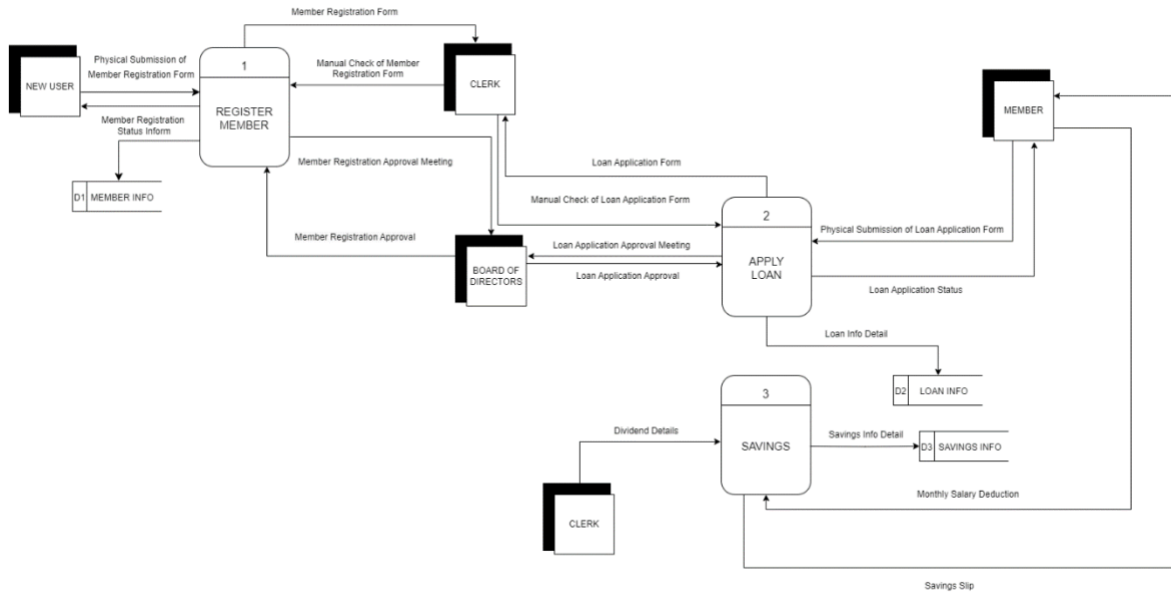 Member Registration Form
Physical Submission of
Member Registration Form
NEW USER
1
REGISTER
MEMBER
Manual Check of Member
Registration Form
CLERK
Member Registration
Status Inform
D1 MEMBER INFO
Member Registration Approval Meeting
Member Registration Approval
BOARD OF
DIRECTORS
Loan Application Form
Manual Check of Loan Application Form
Loan Application Approval Meeting
Loan Application Approval
2
APPLY
LOAN
MEMBER
Physical Submission of Loan Application Form
Loan Application Status
Loan Info Detail
D2 LOAN INFO
3
SAVINGS
Dividend Details
CLERK
Savings Info Detail
D3 SAVINGS INFO
Monthly Salary Deduction
Savings Slip